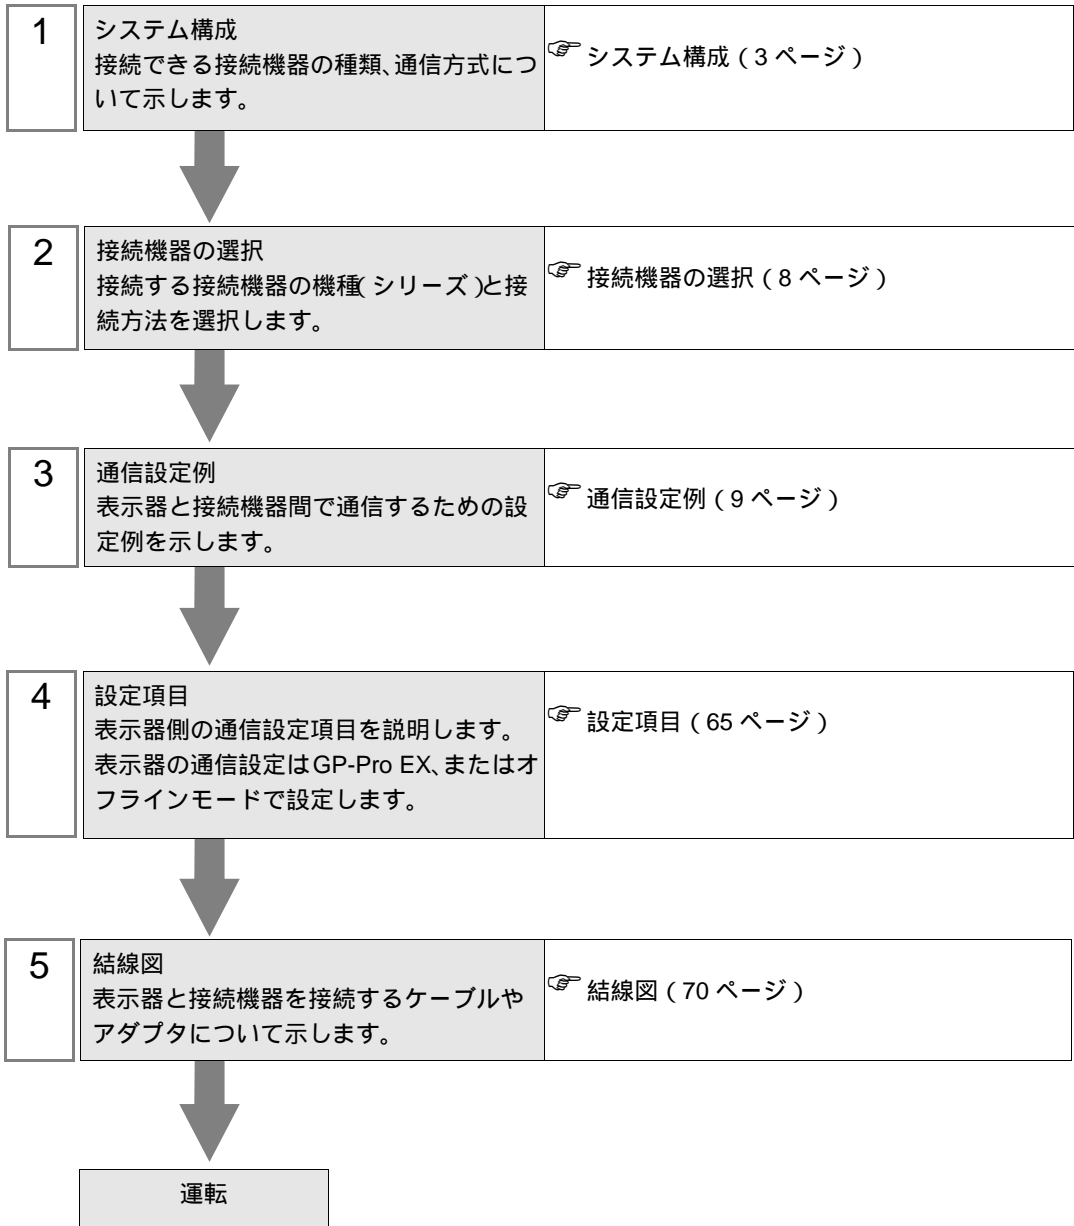 1
システム構成
接続できる接続機器の種類、通信方式につ
いて示します。
☞ システム構成 ( 3 ページ )
2
接続機器の選択
接続する接続機器の機種( シリーズ )と接
続方法を選択します。
☞ 接続機器の選択 ( 8 ページ )
3
通信設定例
表示器と接続機器間で通信するための設
定例を示します。
☞ 通信設定例 ( 9 ページ )
4
設定項目
表示器側の通信設定項目を説明します。
表示器の通信設定はGP-Pro EX、またはオ
フラインモードで設定します。
☞ 設定項目 ( 65 ページ )
5
結線図
表示器と接続機器を接続するケーブルや
アダプタについて示します。
☞ 結線図 ( 70 ページ )
運転